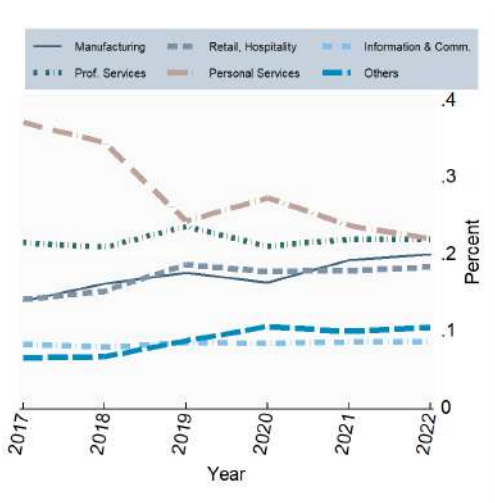 Manufacturing Retail, Hospitality Information & Comm.
Prof. Services Personal Services Others
.4
.3
.2
.1
0
Percent
2017 2018 2019 2020 2021 2022
Year